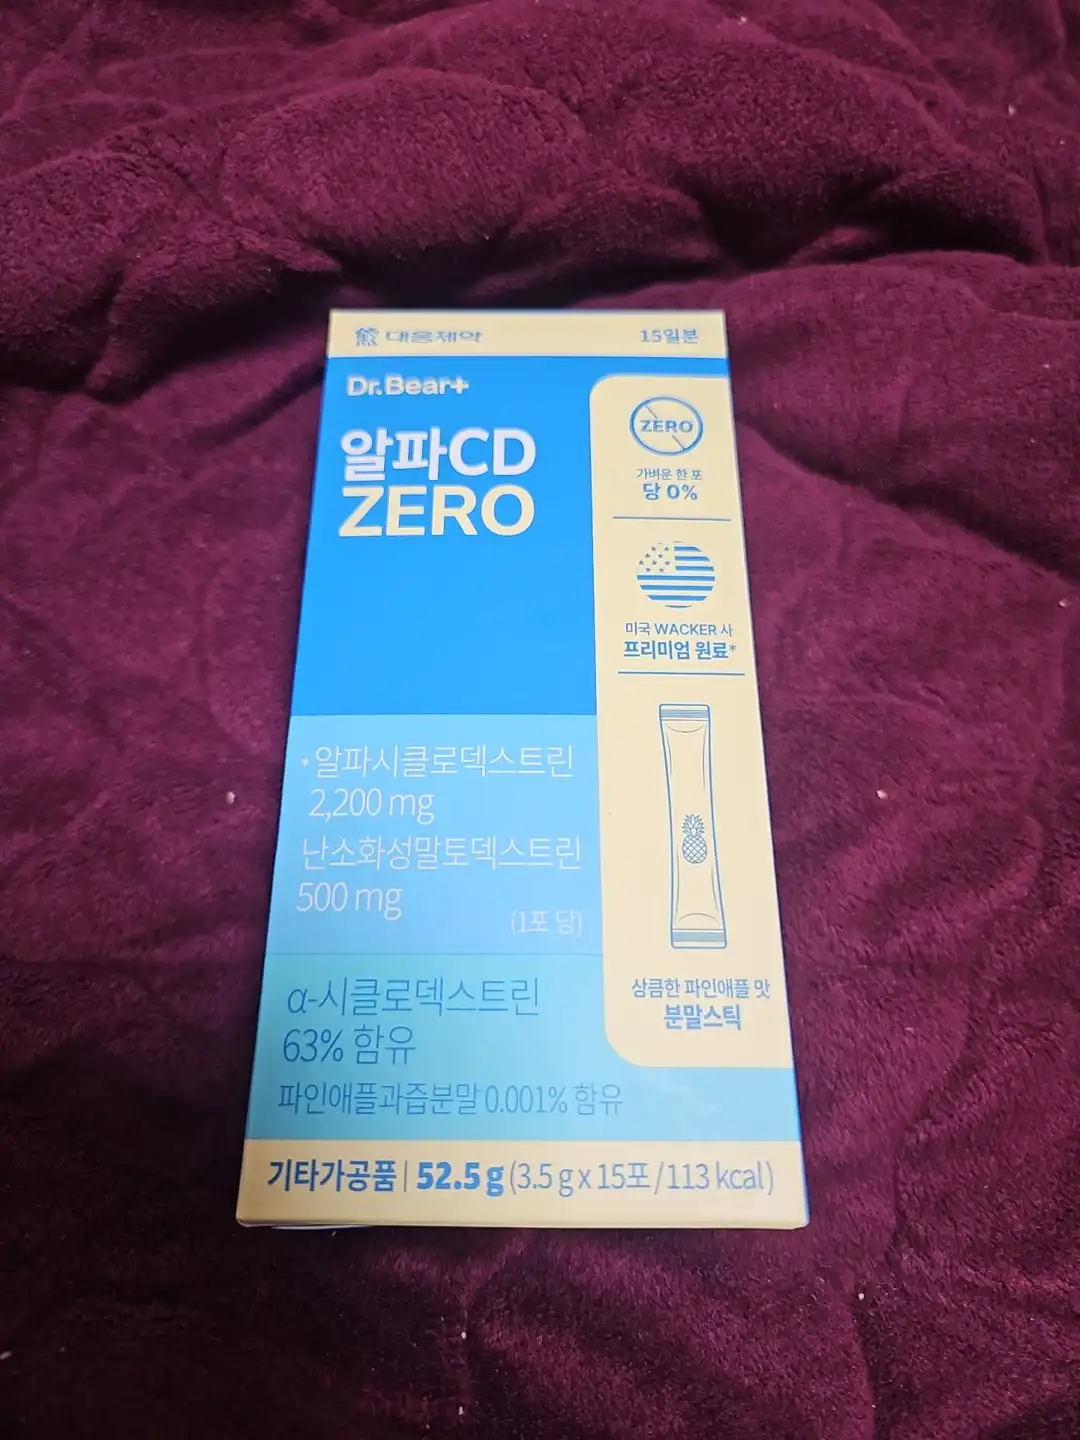 대웅제약
15일분
Dr.Bear+
알파CD
ZERO
ZERO
가벼운 한 포
당 0%
미국 WACKER 사
프리미엄 원료*
*알파시클로덱스트린
2,200 mg
난소화성말토덱스트린
500 mg
(1포 당)
α-시클로덱스트린
63% 함유
파인애플과즙분말 0.001% 함유
상큼한 파인애플 맛
분말스틱
기타가공품 | 52.5 g (3.5 g x 15포 / 113 kcal)